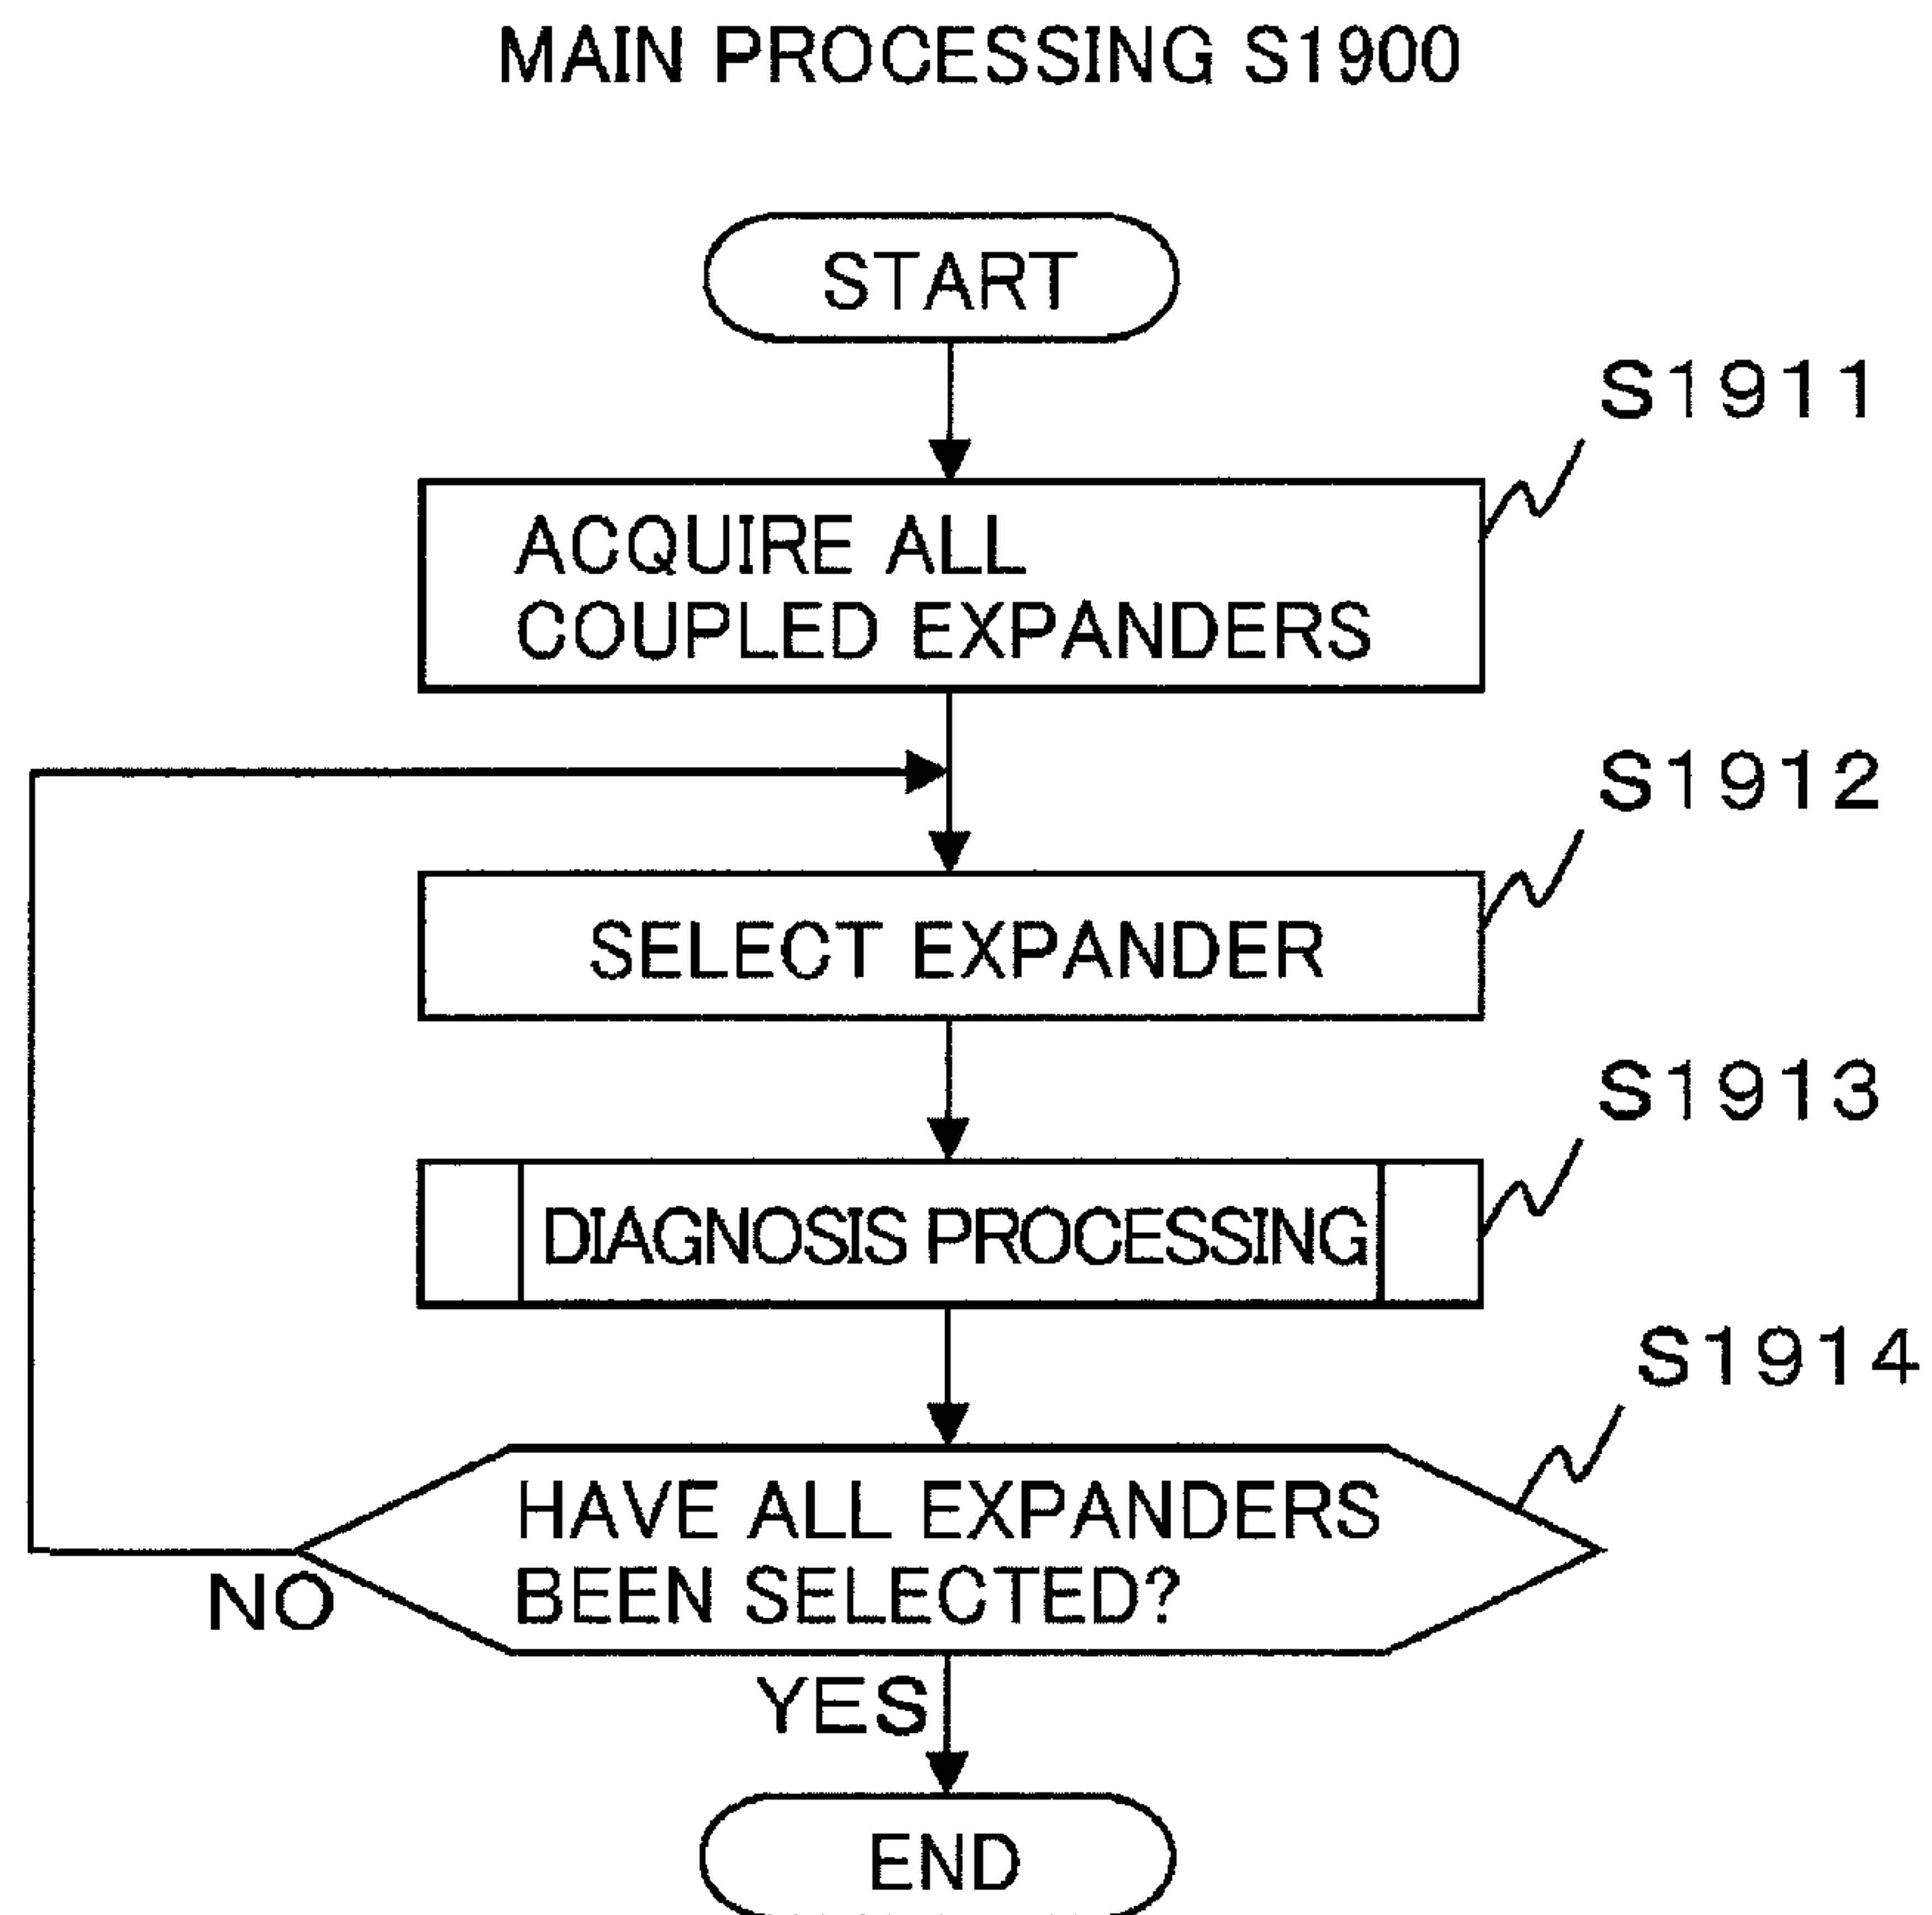 MAIN PROCESSING S1900
START
S1911
ACQUIRE ALL
COUPLED EXPANDERS
S1912
SELECT EXPANDER
S1913
DIAGNOSIS PROCESSING
S1914
HAVE ALL EXPANDERS
BEEN SELECTED?
NO
YES
END